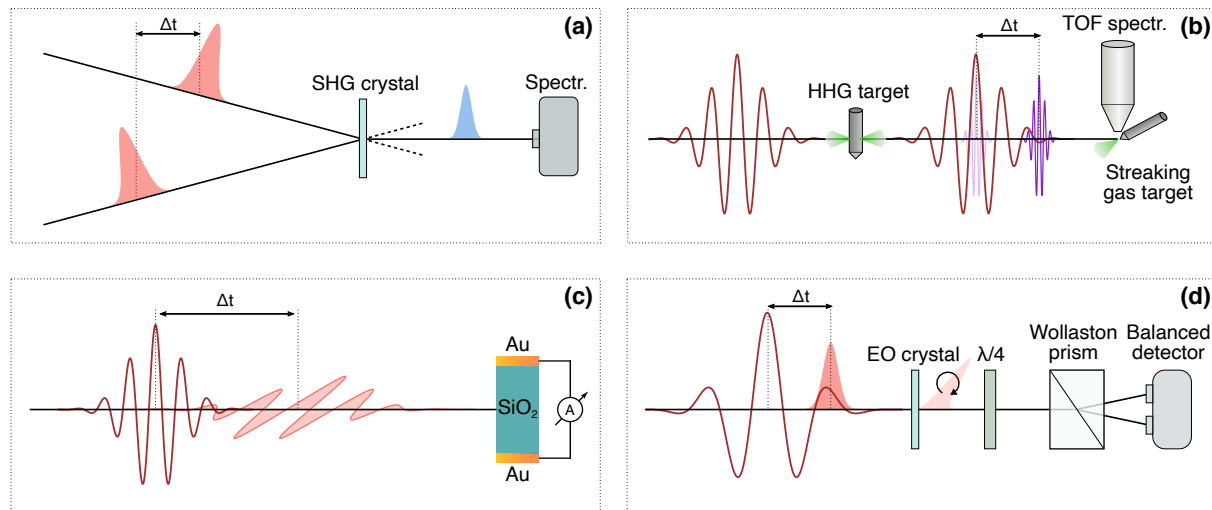 Δt
(a)
SHG crystal
Spectr.
Δt
TOF spectr.
(b)
HHG target
Streaking
gas target
Δt
(c)
Au
SiO₂
A
Au
Δt
(d)
EO crystal
λ/4
Wollaston
prism
Balanced
detector